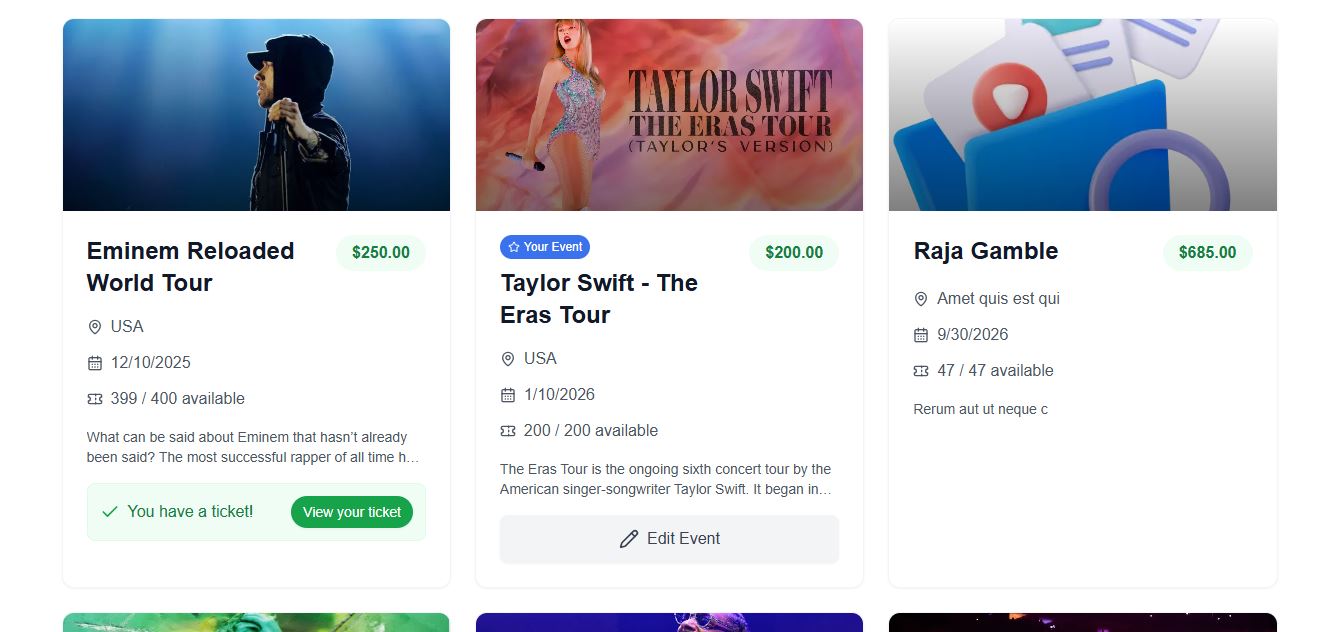 TAYLOR SWIFT
THE ERAS TOUR
(TAYLOR'S VERSION)
Eminem Reloaded
World Tour
$250.00
USA
12/10/2025
399 / 400 available
What can be said about Eminem that hasn’t already
been said? The most successful rapper of all time h…
You have a ticket!
View your ticket
Your Event
$200.00
Taylor Swift - The
Eras Tour
USA
1/10/2026
200 / 200 available
The Eras Tour is the ongoing sixth concert tour by the
American singer-songwriter Taylor Swift. It began in…
Edit Event
Raja Gamble
$685.00
Amet quis est qui
9/30/2026
47 / 47 available
Rerum aut ut neque c